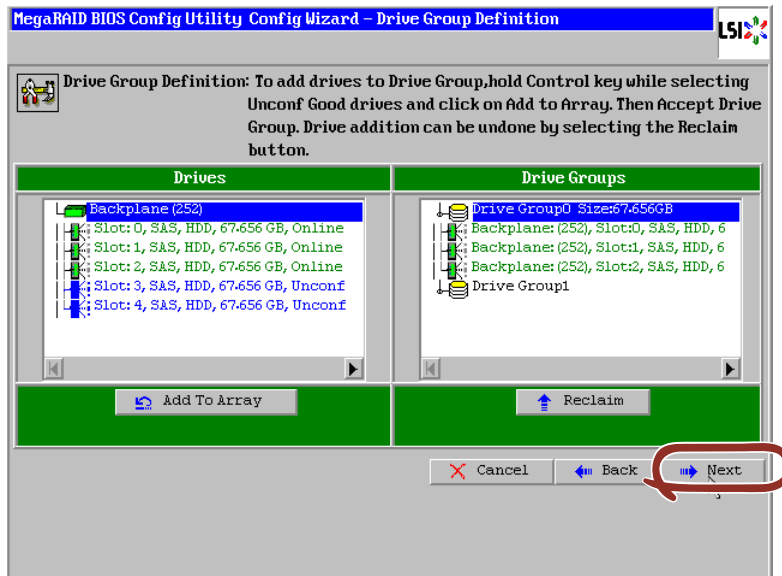 MegaRAID BIOS Config Utility Config Wizard - Drive Group Definition
LSI
Drive Group Definition: To add drives to Drive Group,hold Control key while selecting
Unconf Good drives and click on Add to Array. Then Accept Drive
Group. Drive addition can be undone by selecting the Reclaim
button.
Drives
Backplane (252)
Slot: 0, SAS, HDD, 67.656 GB, Online
Slot: 1, SAS, HDD, 67.656 GB, Online
Slot: 2, SAS, HDD, 67.656 GB, Online
Slot: 3, SAS, HDD, 67.656 GB, Unconf
Slot: 4, SAS, HDD, 67.656 GB, Unconf
Add To Array
Drive Groups
Drive Group0 Size:67.656GB
Backplane: (252), Slot:0, SAS, HDD, 6
Backplane: (252), Slot:1, SAS, HDD, 6
Backplane: (252), Slot:2, SAS, HDD, 6
Drive Group1
Reclaim
Cancel
Back
Next